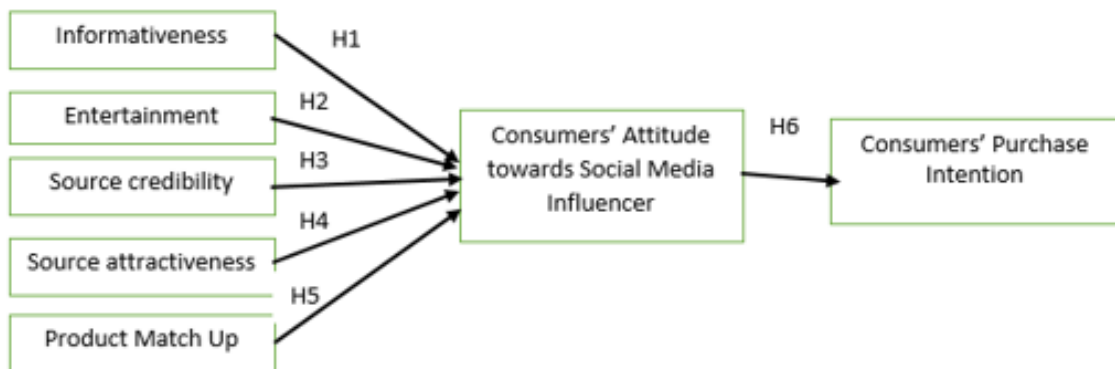 Informativeness
H1
Entertainment
H2
Source credibility
H3
Source attractiveness
H4
Product Match Up
H5
Consumers’ Attitude
towards Social Media
Influencer
H6
Consumers’ Purchase
Intention